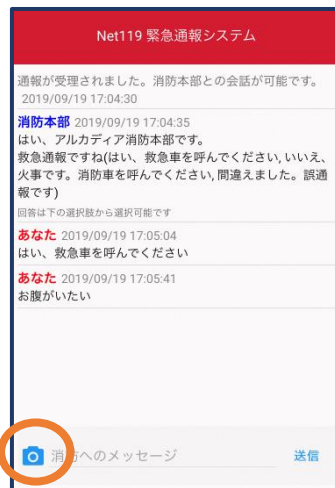 Net119 緊急通報システム
通報が受理されました。消防本部との会話が可能です。
2019/09/19 17:04:30
消防本部 2019/09/19 17:04:35
はい、アルカディア消防本部です。
救急通報ですね(はい、救急車を呼んでください, いいえ、
火事です。消防車を呼んでください, 間違えました。誤通
報です)
回答は下の選択肢から選択可能です
あなた 2019/09/19 17:05:04
はい、救急車を呼んでください
あなた 2019/09/19 17:05:41
お腹がいたい
消防へのメッセージ 送信